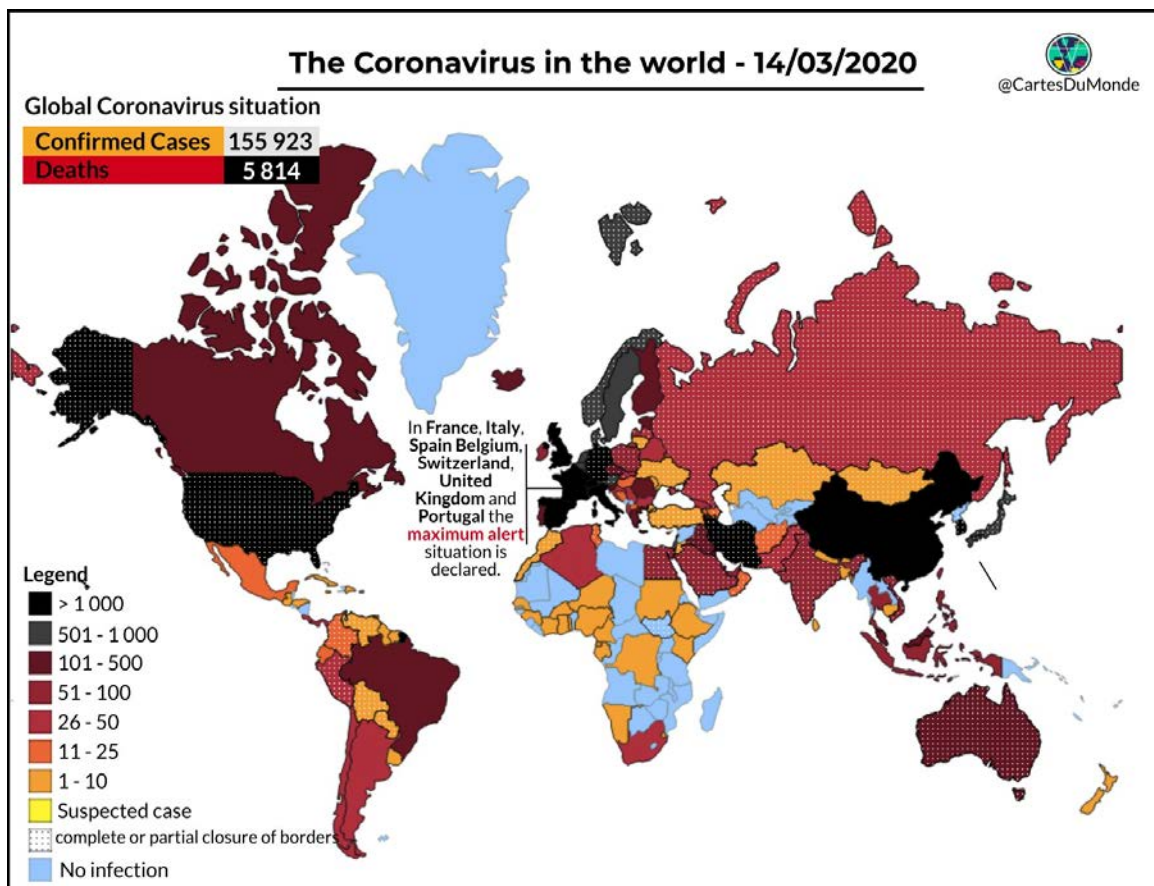 The Coronavirus in the world - 14/03/2020
@CartesDuMonde
Global Coronavirus situation
Confirmed Cases 155 923
Deaths 5 814
In France, Italy,
Spain Belgium,
Switzerland,
United
Kingdom and
Portugal the
maximum alert
situation is
declared.
Legend
> 1 000
501 - 1 000
101 - 500
51 - 100
26 - 50
11 - 25
1 - 10
Suspected case
complete or partial closure of borders
No infection